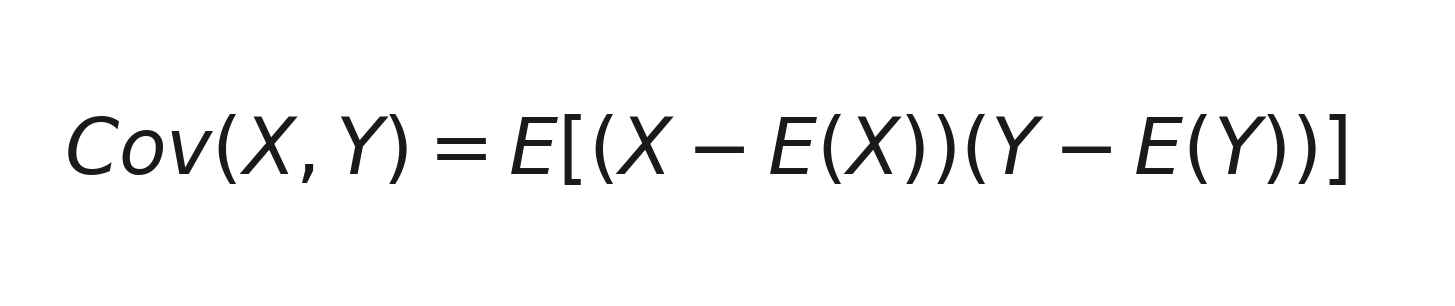 Cov(X, Y) = E[(X − E(X))(Y − E(Y))]